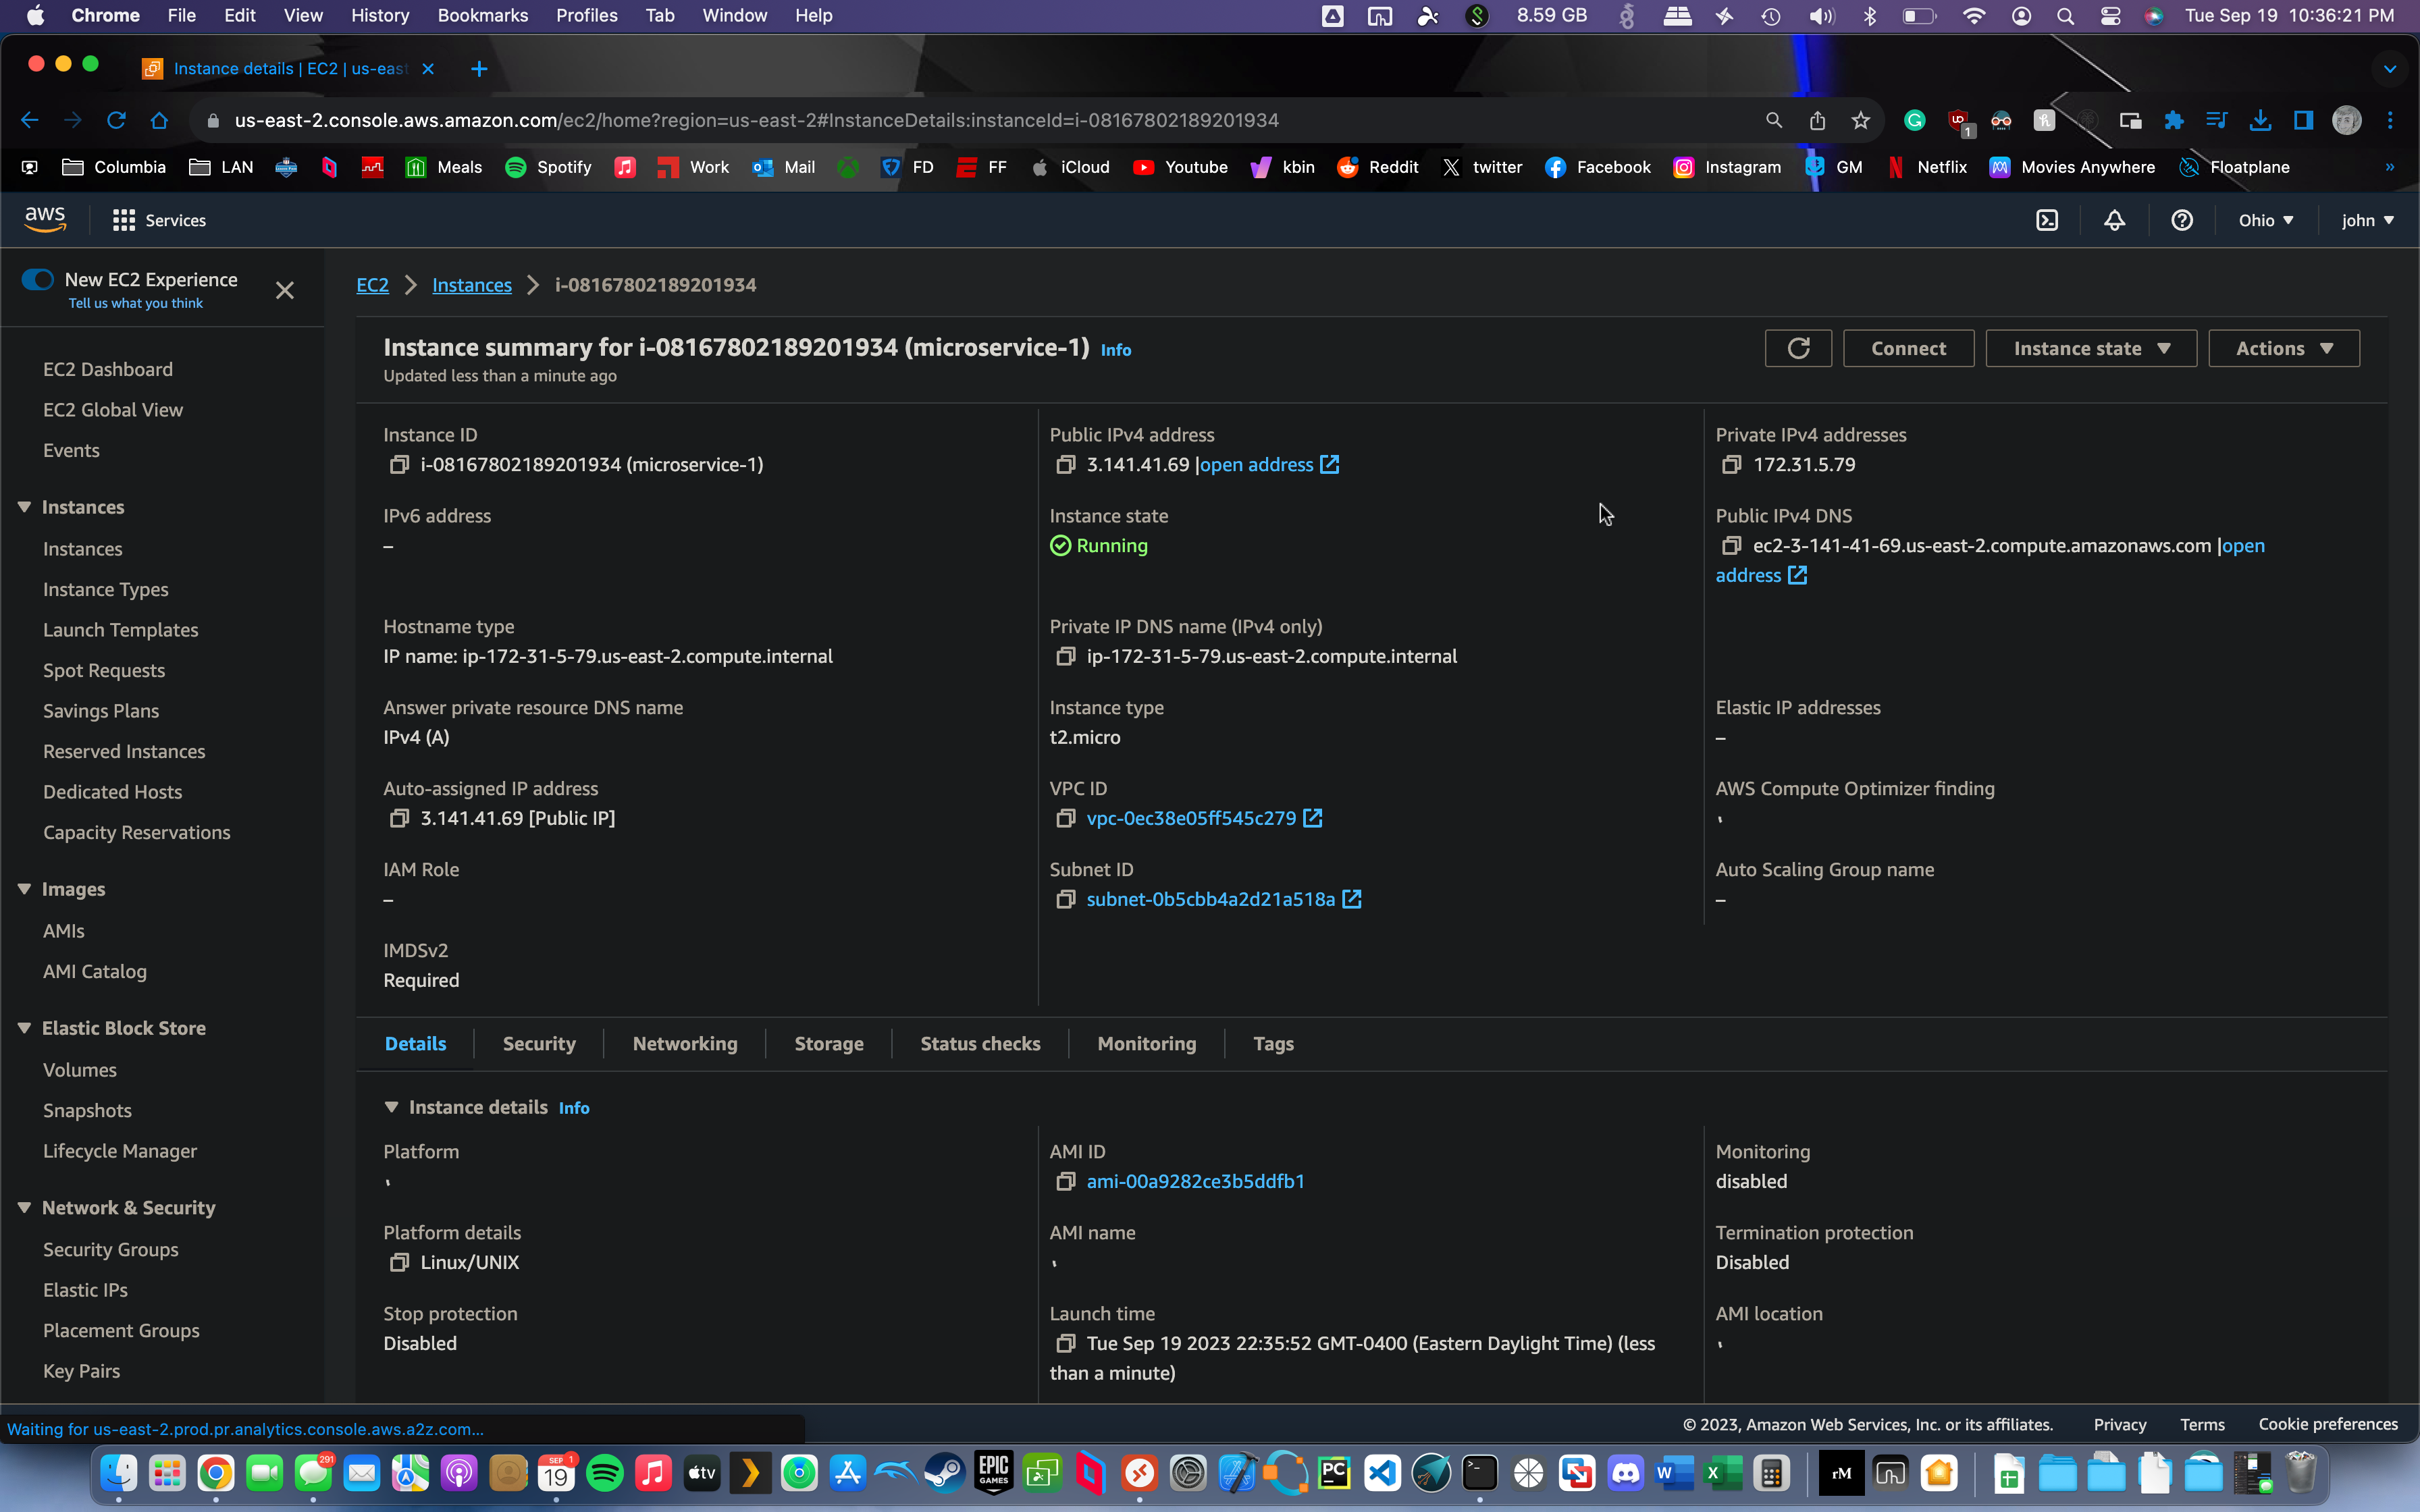 Chrome File Edit View History Bookmarks Profiles Tab Window Help 8.59 GB Tue Sep 19 10:36:21 PM
Instance details | EC2 | us-east
us-east-2.console.aws.amazon.com/ec2/home?region=us-east-2#InstanceDetails:instanceId=i-08167802189201934
1
Columbia LAN Meals Spotify Work Mail FD FF iCloud Youtube kbin Reddit twitter Facebook Instagram GM Netflix Movies Anywhere Floatplane »
aws Services Ohio john
New EC2 Experience
Tell us what you think
EC2 Dashboard
EC2 Global View
Events
Instances
Instances
Instance Types
Launch Templates
Spot Requests
Savings Plans
Reserved Instances
Dedicated Hosts
Capacity Reservations
Images
AMIs
AMI Catalog
Elastic Block Store
Volumes
Snapshots
Lifecycle Manager
Network & Security
Security Groups
Elastic IPs
Placement Groups
Key Pairs
EC2 Instances i-08167802189201934
Instance summary for i-08167802189201934 (microservice-1) Info
Updated less than a minute ago
Connect Instance state Actions
Instance ID
i-08167802189201934 (microservice-1)
Public IPv4 address
3.141.41.69 |open address
Private IPv4 addresses
172.31.5.79
IPv6 address
–
Instance state
Running
Public IPv4 DNS
ec2-3-141-41-69.us-east-2.compute.amazonaws.com |open
address
Hostname type
IP name: ip-172-31-5-79.us-east-2.compute.internal
Private IP DNS name (IPv4 only)
ip-172-31-5-79.us-east-2.compute.internal
Answer private resource DNS name
IPv4 (A)
Instance type
t2.micro
Elastic IP addresses
–
Auto-assigned IP address
3.141.41.69 [Public IP]
VPC ID
vpc-0ec38e05ff545c279
AWS Compute Optimizer finding
IAM Role
–
Subnet ID
subnet-0b5cbb4a2d21a518a
Auto Scaling Group name
–
IMDSv2
Required
Details Security Networking Storage Status checks Monitoring Tags
Instance details Info
Platform
AMI ID
ami-00a9282ce3b5ddfb1
Monitoring
disabled
Platform details
Linux/UNIX
AMI name
Termination protection
Disabled
Stop protection
Disabled
Launch time
Tue Sep 19 2023 22:35:52 GMT-0400 (Eastern Daylight Time) (less
than a minute)
AMI location
Waiting for us-east-2.prod.pr.analytics.console.aws.a2z.com...
© 2023, Amazon Web Services, Inc. or its affiliates. Privacy Terms Cookie preferences
291
SEP 1
19
tv
EPIC
GAMES
PC
W
X
rM